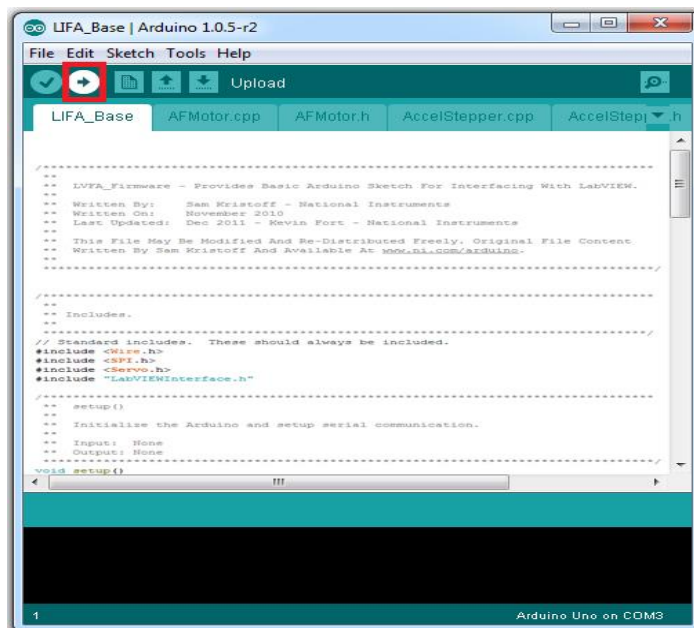 LIFA_Base | Arduino 1.0.5-r2
File Edit Sketch Tools Help
Upload
LIFA_Base AFMotor.cpp AFMotor.h AccelStepper.cpp AccelStepp .h
/*********************************************************************************
**
** LVFA_Firmware - Provides Basic Arduino Sketch For Interfacing With LabVIEW.
**
** Written By: Sam Kristoff - National Instruments
** Written On: November 2010
** Last Updated: Dec 2011 - Kevin Fort - National Instruments
**
** This File May Be Modified And Re-Distributed Freely. Original File Content
** Written By Sam Kristoff And Available At www.ni.com/arduino.
**
*********************************************************************************/
/*********************************************************************************
**
** Includes.
**
********************************************************************************/
// Standard includes. These should always be included.
#include <Wire.h>
#include <SPI.h>
#include <Servo.h>
#include "LabVIEWInterface.h"
/*********************************************************************************
** setup()
**
** Initialize the Arduino and setup serial communication.
**
** Input: None
** Output: None
*********************************************************************************/
void setup()
1
Arduino Uno on COM3